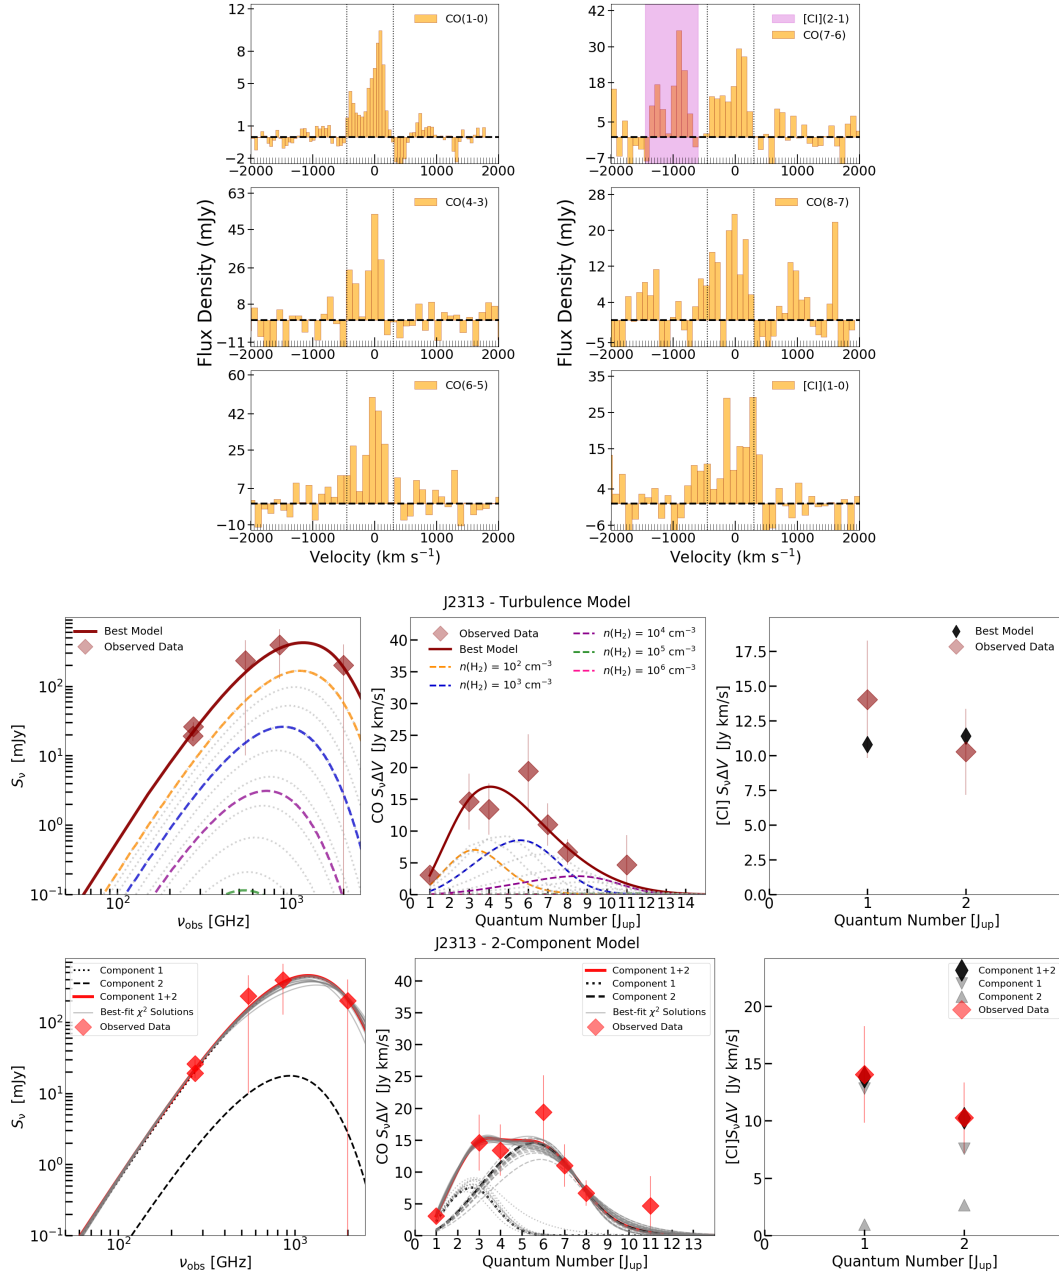 CO(1-0)
12
8
5
1
−2
−2000 −1000 0 1000 2000
[CI](2-1)
CO(7-6)
42
30
18
5
−7
−2000 −1000 0 1000 2000
Flux Density (mJy)
CO(4-3)
63
45
26
8
−11
−2000 −1000 0 1000 2000
Flux Density (mJy)
CO(8-7)
28
20
12
4
−5
−2000 −1000 0 1000 2000
CO(6-5)
60
42
25
7
−10
−2000 −1000 0 1000 2000
Velocity (km s⁻¹)
[CI](1-0)
35
25
15
4
−6
−2000 −1000 0 1000 2000
Velocity (km s⁻¹)
J2313 - Turbulence Model
Best Model
Observed Data
10²
10¹
10⁰
10⁻¹
10² 10³
S_ν [mJy]
ν_obs [GHz]
Observed Data
Best Model
n(H₂) = 10² cm⁻³
n(H₂) = 10³ cm⁻³
n(H₂) = 10⁴ cm⁻³
n(H₂) = 10⁵ cm⁻³
n(H₂) = 10⁶ cm⁻³
40
35
30
25
20
15
10
5
0
0 1 2 3 4 5 6 7 8 9 10 11 12 13 14
CO S_νΔV [Jy km/s]
Quantum Number [J_up]
Best Model
Observed Data
17.5
15.0
12.5
10.0
7.5
5.0
2.5
0.0
0 1 2
[CI] S_νΔV [Jy km/s]
Quantum Number [J_up]
J2313 - 2-Component Model
Component 1
Component 2
Component 1+2
Best-fit χ² Solutions
Observed Data
10²
10¹
10⁰
10⁻¹
10² 10³
S_ν [mJy]
ν_obs [GHz]
Component 1+2
Component 1
Component 2
Best-fit χ² Solutions
Observed Data
45
40
35
30
25
20
15
10
5
0
0 1 2 3 4 5 6 7 8 9 10 11 12 13
CO S_νΔV [Jy km/s]
Quantum Number [J_up]
Component 1+2
Component 1
Component 2
Observed Data
20
15
10
5
0
0 1 2
[CI]S_νΔV [Jy km/s]
Quantum Number [J_up]